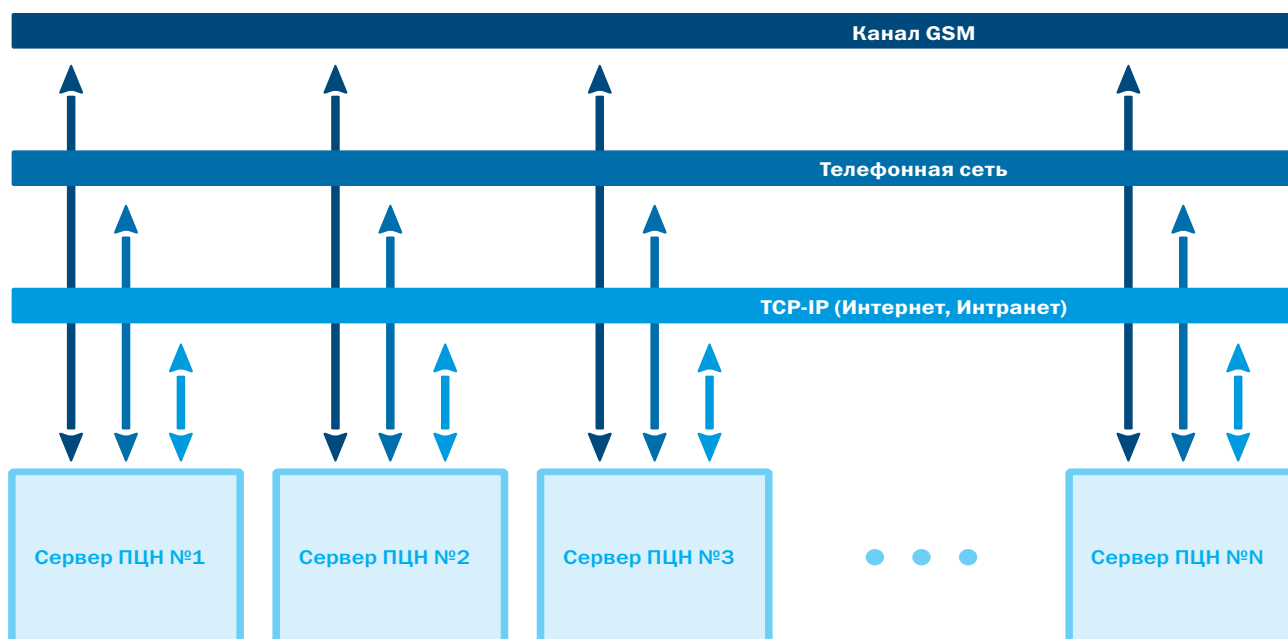 Канал GSM
Телефонная сеть
TCP-IP (Интернет, Интранет)
Сервер ПЦН №1
Сервер ПЦН №2
Сервер ПЦН №3
Сервер ПЦН №N